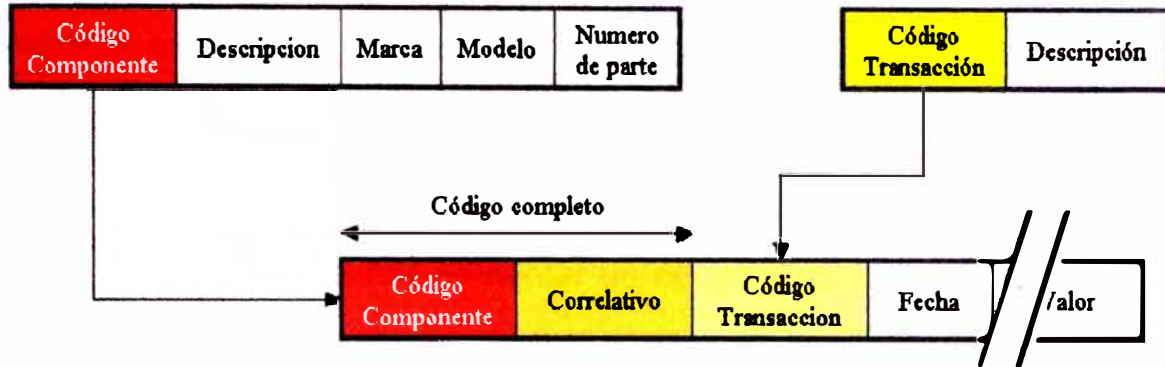 Código
Componente
Descripcion
Marca
Modelo
Numero
de parte
Código
Transacción
Descripción
Código completo
Código
Componente
Correlativo
Código
Transaccion
Fecha
Valor